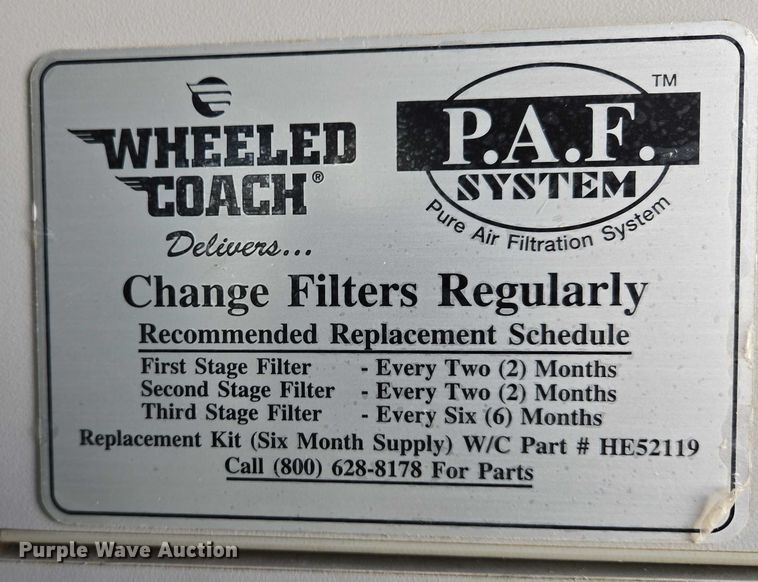 WHEELED
COACH®
Delivers...
P.A.F.™
SYSTEM
Pure Air Filtration System
Change Filters Regularly
Recommended Replacement Schedule
First Stage Filter - Every Two (2) Months
Second Stage Filter - Every Two (2) Months
Third Stage Filter - Every Six (6) Months
Replacement Kit (Six Month Supply) W/C Part # HE52119
Call (800) 628-8178 For Parts
Purple Wave Auction